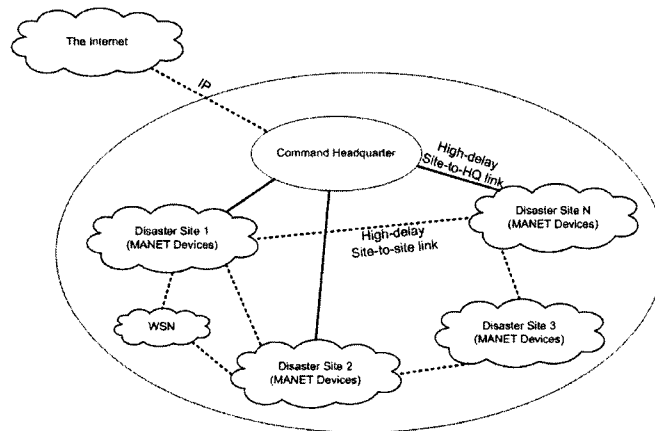 The Internet
IP
Command Headquarter
High-delay
Site-to-HQ link
Disaster Site 1
(MANET Devices)
Disaster Site N
(MANET Devices)
High-delay
Site-to-site link
WSN
Disaster Site 3
(MANET Devices)
Disaster Site 2
(MANET Devices)